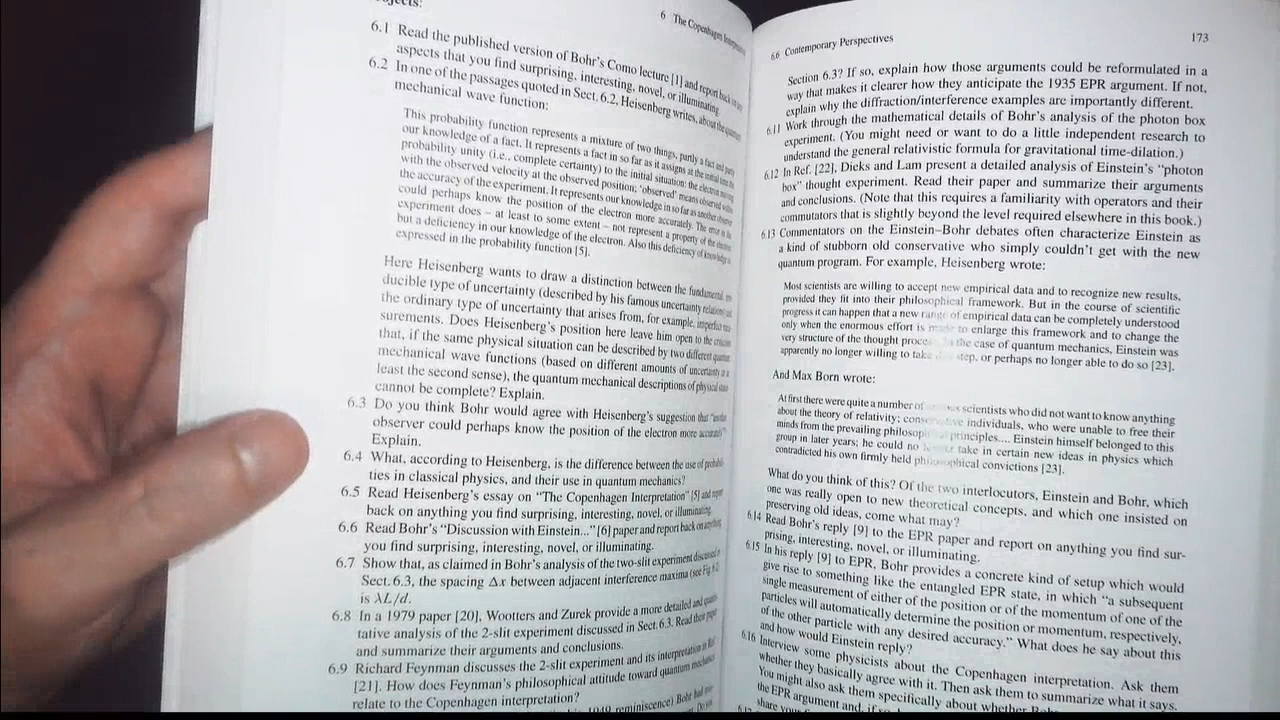 6 The Copenhagen
6.1 Read the published version of Bohr's Como lecture [1] and report back
aspects that you find surprising, interesting, novel, or illuminating.
6.2 In one of the passages quoted in Sect. 6.2, Heisenberg writes, about the
mechanical wave function:
This probability function represents a mixture of two things, partly a fact and partly
our knowledge of a fact. It represents a fact in so far as it assigns at the initial time the
probability unity (i.e., complete certainty) to the initial situation: the electron moving
with the observed velocity at the observed position; 'observed' means observed within
the accuracy of the experiment. It represents our knowledge in so far as another observer
could perhaps know the position of the electron more accurately. The error in the
experiment does – at least to some extent – not represent a property of the electron
but a deficiency in our knowledge of the electron. Also this deficiency of knowledge is
expressed in the probability function [5].
Here Heisenberg wants to draw a distinction between the fundamental,
ducible type of uncertainty (described by his famous uncertainty relations) and
the ordinary type of uncertainty that arises from, for example, imperfect
surements. Does Heisenberg's position here leave him open to the criticism
that, if the same physical situation can be described by two different quantum
mechanical wave functions (based on different amounts of uncertainty
least the second sense), the quantum mechanical descriptions of physical states
cannot be complete? Explain.
6.3 Do you think Bohr would agree with Heisenberg's suggestion that "another
observer could perhaps know the position of the electron more accurately"?
Explain.
6.4 What, according to Heisenberg, is the difference between the use of probabili-
ties in classical physics, and their use in quantum mechanics?
6.5 Read Heisenberg's essay on "The Copenhagen Interpretation" [5] and report
back on anything you find surprising, interesting, novel, or illuminating.
6.6 Read Bohr's "Discussion with Einstein..." [6] paper and report back on anything
you find surprising, interesting, novel, or illuminating.
6.7 Show that, as claimed in Bohr's analysis of the two-slit experiment discussed in
Sect. 6.3, the spacing Δx between adjacent interference maxima (see Fig.
is λL/d.
6.8 In a 1979 paper [20], Wootters and Zurek provide a more detailed and quanti-
tative analysis of the 2-slit experiment discussed in Sect. 6.3. Read their paper
and summarize their arguments and conclusions.
6.9 Richard Feynman discusses the 2-slit experiment and its interpretation in Ref.
[21]. How does Feynman's philosophical attitude toward quantum mechanics
relate to the Copenhagen interpretation?
1949 reminiscence) Bohr had
6.6 Contemporary Perspectives
173
Section 6.3? If so, explain how those arguments could be reformulated in a
way that makes it clearer how they anticipate the 1935 EPR argument. If not,
explain why the diffraction/interference examples are importantly different.
6.11 Work through the mathematical details of Bohr's analysis of the photon box
experiment. (You might need or want to do a little independent research to
understand the general relativistic formula for gravitational time-dilation.)
6.12 In Ref. [22], Dieks and Lam present a detailed analysis of Einstein's "photon
box" thought experiment. Read their paper and summarize their arguments
and conclusions. (Note that this requires a familiarity with operators and their
commutators that is slightly beyond the level required elsewhere in this book.)
6.13 Commentators on the Einstein–Bohr debates often characterize Einstein as
a kind of stubborn old conservative who simply couldn't get with the new
quantum program. For example, Heisenberg wrote:
Most scientists are willing to accept new empirical data and to recognize new results,
provided they fit into their philosophical framework. But in the course of scientific
progress it can happen that a new range of empirical data can be completely understood
only when the enormous effort is made to enlarge this framework and to change the
very structure of the thought the case of quantum mechanics, Einstein was
apparently no longer willing to take step, or perhaps no longer able to do so [23].
And Max Born wrote:
At first there were quite a number of scientists who did not want to know anything
about the theory of relativity; conservative individuals, who were unable to free their
minds from the prevailing philosophical principles.... Einstein himself belonged to this
group in later years; he could no longer take in certain new ideas in physics which
contradicted his own firmly held philosophical convictions [23].
What do you think of this? Of the two interlocutors, Einstein and Bohr, which
one was really open to new theoretical concepts, and which one insisted on
preserving old ideas, come what may?
6.14 Read Bohr's reply [9] to the EPR paper and report on anything you find sur-
prising, interesting, novel, or illuminating.
6.15 In his reply [9] to EPR, Bohr provides a concrete kind of setup which would
give rise to something like the entangled EPR state, in which "a subsequent
single measurement of either of the position or of the momentum of one of the
particles will automatically determine the position or momentum, respectively,
of the other particle with any desired accuracy." What does he say about this
and how would Einstein reply?
6.16 Interview some physicists about the Copenhagen interpretation. Ask them
whether they basically agree with it. Then ask them to summarize what it says.
You might also ask them specifically about whether
the EPR argument and, if so,